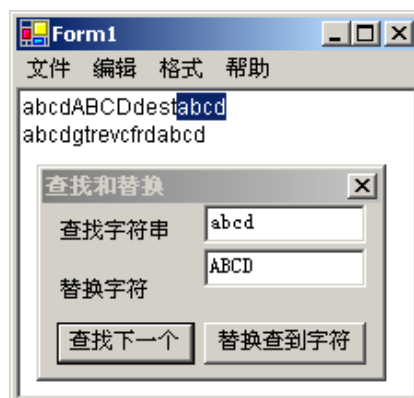 Form1
文件 编辑 格式 帮助
abcdABCDdestabcd
abcdgtrevcfrdabcd
查找和替换
查找字符串 abcd
替换字符 ABCD
查找下一个 替换查到字符